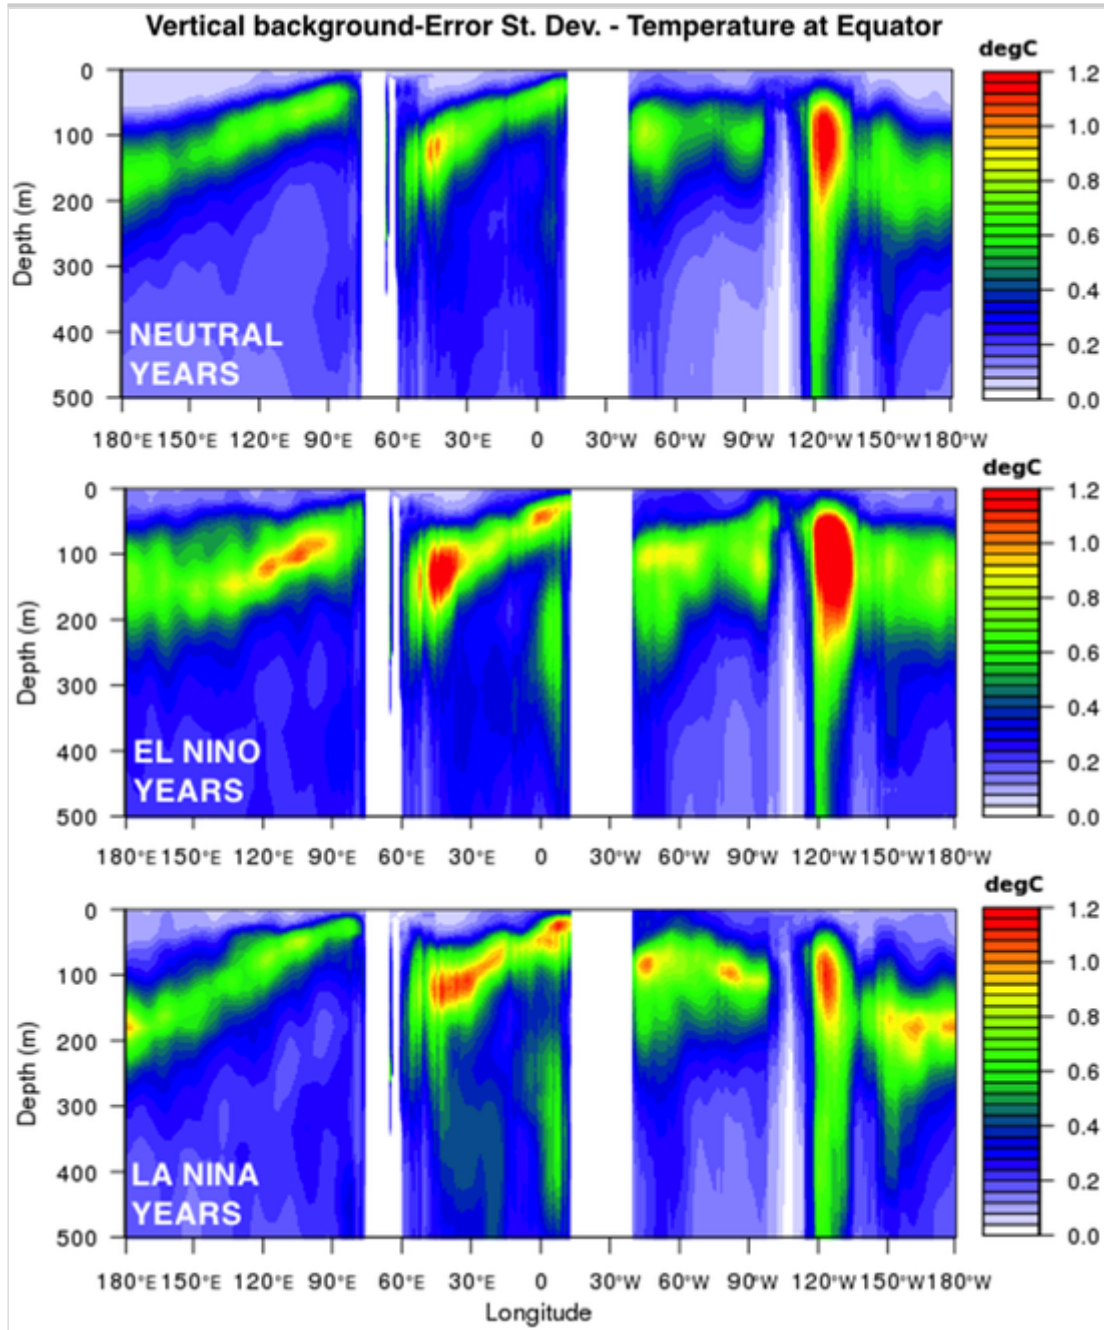 Vertical background-Error St. Dev. - Temperature at Equator
degC
0
100
200
300
400
500
Depth (m)
NEUTRAL
YEARS
1.2
1.0
0.8
0.6
0.4
0.2
0.0
180°E 150°E 120°E 90°E 60°E 30°E 0 30°W 60°W 90°W 120°W 150°W 180°W
degC
0
100
200
300
400
500
Depth (m)
EL NINO
YEARS
1.2
1.0
0.8
0.6
0.4
0.2
0.0
180°E 150°E 120°E 90°E 60°E 30°E 0 30°W 60°W 90°W 120°W 150°W 180°W
degC
0
100
200
300
400
500
Depth (m)
LA NINA
YEARS
1.2
1.0
0.8
0.6
0.4
0.2
0.0
180°E 150°E 120°E 90°E 60°E 30°E 0 30°W 60°W 90°W 120°W 150°W 180°W
Longitude